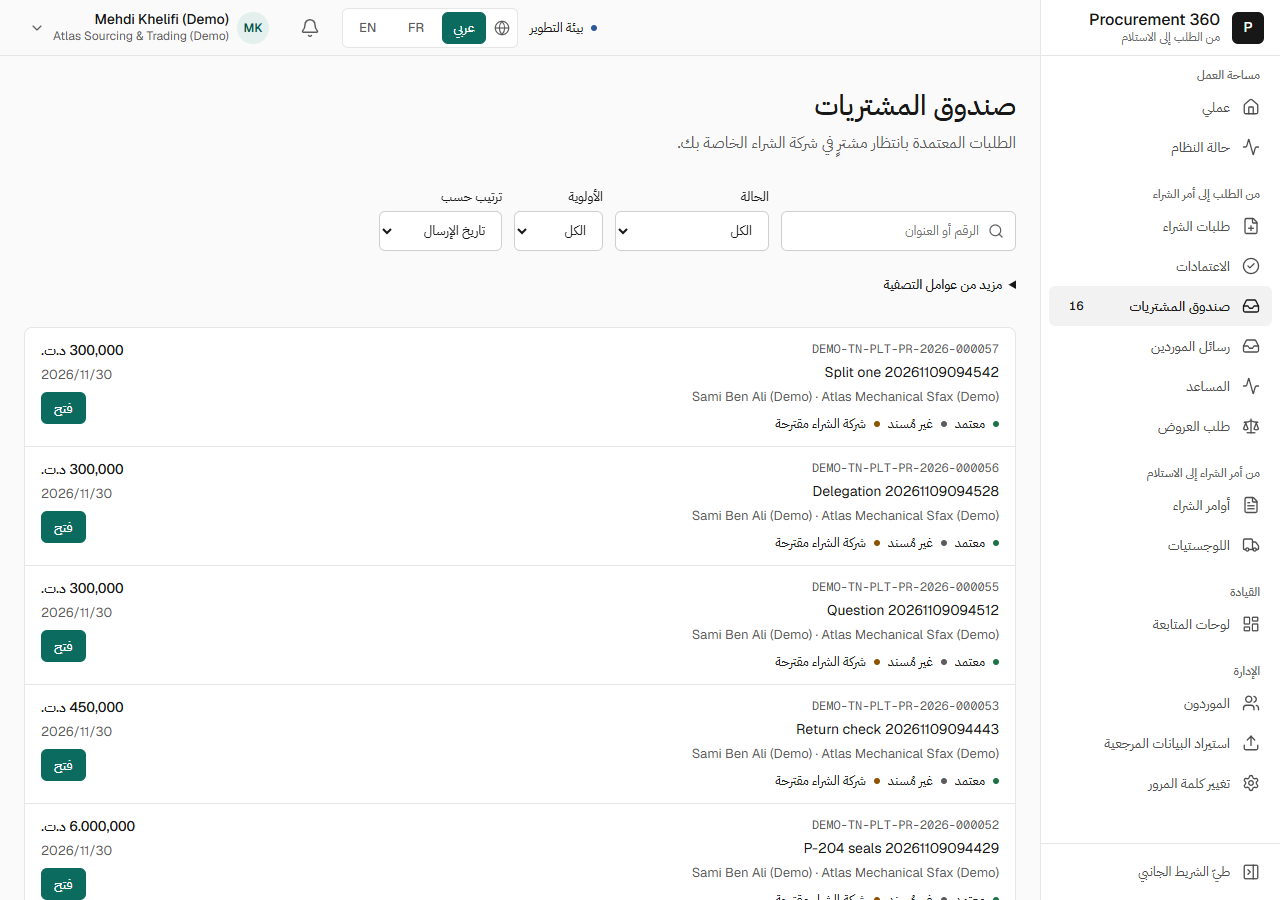 P
Procurement 360
من الطلب إلى الاستلام
بيئة التطوير
عربي
FR
EN
MK
Mehdi Khelifi (Demo)
Atlas Sourcing & Trading (Demo)
مساحة العمل
عملي
حالة النظام
من الطلب إلى أمر الشراء
طلبات الشراء
الاعتمادات
صندوق المشتريات 16
رسائل الموردين
المساعد
طلب العروض
من أمر الشراء إلى الاستلام
أوامر الشراء
اللوجستيات
القيادة
لوحات المتابعة
الإدارة
الموردون
استيراد البيانات المرجعية
تغيير كلمة المرور
طيّ الشريط الجانبي
صندوق المشتريات
الطلبات المعتمدة بانتظار مشترٍ في شركة الشراء الخاصة بك.
الحالة
الأولوية
ترتيب حسب
الرقم أو العنوان
الكل
الكل
تاريخ الإرسال
مزيد من عوامل التصفية
DEMO-TN-PLT-PR-2026-000057
Split one 20261109094542
Sami Ben Ali (Demo) · Atlas Mechanical Sfax (Demo)
معتمد
غير مُسند
شركة الشراء مقترحة
300,000 د.ت.
2026/11/30
فتح
DEMO-TN-PLT-PR-2026-000056
Delegation 20261109094528
Sami Ben Ali (Demo) · Atlas Mechanical Sfax (Demo)
معتمد
غير مُسند
شركة الشراء مقترحة
300,000 د.ت.
2026/11/30
فتح
DEMO-TN-PLT-PR-2026-000055
Question 20261109094512
Sami Ben Ali (Demo) · Atlas Mechanical Sfax (Demo)
معتمد
غير مُسند
شركة الشراء مقترحة
300,000 د.ت.
2026/11/30
فتح
DEMO-TN-PLT-PR-2026-000053
Return check 20261109094443
Sami Ben Ali (Demo) · Atlas Mechanical Sfax (Demo)
معتمد
غير مُسند
شركة الشراء مقترحة
450,000 د.ت.
2026/11/30
فتح
DEMO-TN-PLT-PR-2026-000052
P-204 seals 20261109094429
Sami Ben Ali (Demo) · Atlas Mechanical Sfax (Demo)
6.000,000 د.ت.
2026/11/30
فتح